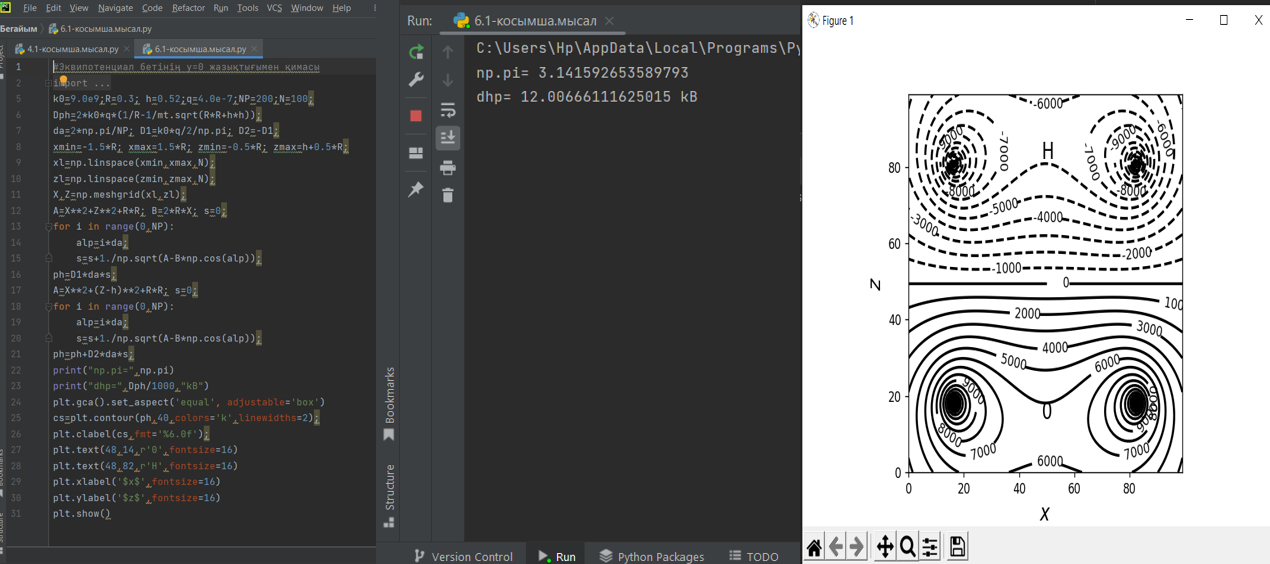 File Edit View Navigate Code Refactor Run Tools VCS Window Help
Бегайым 6.1-косымша.мысал.py
4.1-косымша.мысал.py 6.1-косымша.мысал.py
1 #Эквипотенциал бетінің y=0 жазықтығымен қимасы
2 import ...
5 k0=9.0e9;R=0.3; h=0.52;q=4.0e-7;NP=200;N=100;
6 Dph=2*k0*q*(1/R-1/mt.sqrt(R*R+h*h));
7 da=2*np.pi/NP; D1=k0*q/2/np.pi; D2=-D1;
8 xmin=-1.5*R; xmax=1.5*R; zmin=-0.5*R; zmax=h+0.5*R;
9 xl=np.linspace(xmin,xmax,N);
10 zl=np.linspace(zmin,zmax,N);
11 X,Z=np.meshgrid(xl,zl);
12 A=X**2+Z**2+R*R; B=2*R*X; s=0;
13 for i in range(0,NP):
14 alp=i*da;
15 s=s+1./np.sqrt(A-B*np.cos(alp));
16 ph=D1*da*s;
17 A=X**2+(Z-h)**2+R*R; s=0;
18 for i in range(0,NP):
19 alp=i*da;
20 s=s+1./np.sqrt(A-B*np.cos(alp));
21 ph=ph+D2*da*s;
22 print("np.pi=",np.pi)
23 print("dhp=",Dph/1000,"kB")
24 plt.gca().set_aspect('equal', adjustable='box')
25 cs=plt.contour(ph,40,colors='k',linewidths=2);
26 plt.clabel(cs,fmt='%6.0f');
27 plt.text(48,14,r'0',fontsize=16)
28 plt.text(48,82,r'H',fontsize=16)
29 plt.xlabel('$x$',fontsize=16)
30 plt.ylabel('$z$',fontsize=16)
31 plt.show()
Project
Bookmarks
Structure
Run: 6.1-косымша.мысал
C:\Users\Hp\AppData\Local\Programs\Py
np.pi= 3.141592653589793
dhp= 12.00666111625015 kB
Bookmarks
Structure
Version Control Run Python Packages TODO
Figure 1
-6000
-9000
-7000
-7000
-9000
-6000
H
-8000
-8000
-5000
-4000
-3000
-2000
-1000
0
100
2000
3000
4000
5000
6000
9000
9000
8000
8000
0
7000
7000
6000
80
60
40
20
0
0 20 40 60 80
z
x